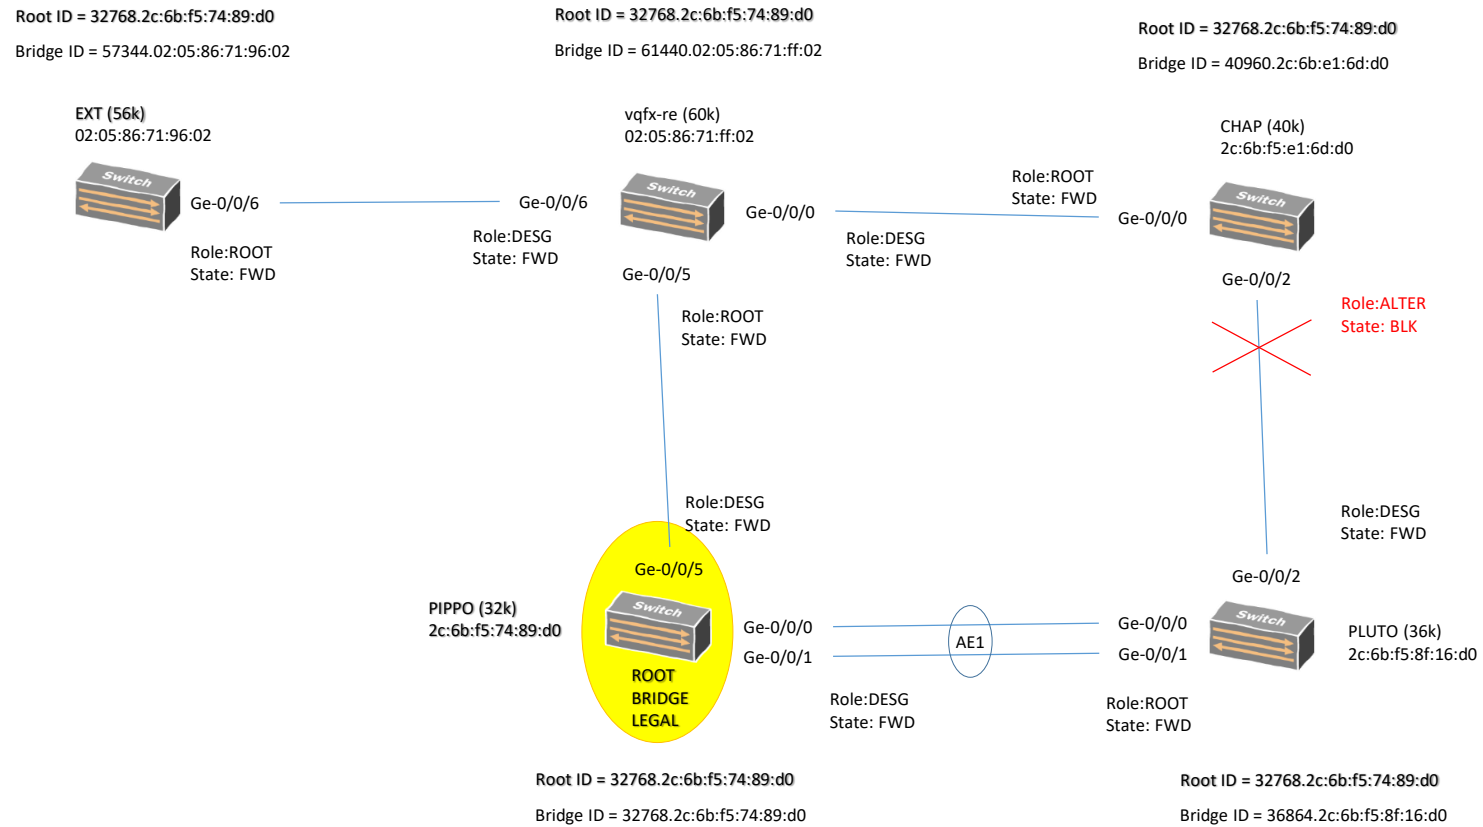 Root ID = 32768.2c:6b:f5:74:89:d0
Bridge ID = 57344.02:05:86:71:96:02
Root ID = 32768.2c:6b:f5:74:89:d0
Bridge ID = 61440.02:05:86:71:ff:02
Root ID = 32768.2c:6b:f5:74:89:d0
Bridge ID = 40960.2c:6b:e1:6d:d0
EXT (56k)
02:05:86:71:96:02
vqfx-re (60k)
02:05:86:71:ff:02
CHAP (40k)
2c:6b:f5:e1:6d:d0
Switch
Ge-0/0/6
Role:ROOT
State: FWD
Ge-0/0/6
Role:DESG
State: FWD
Switch
Ge-0/0/0
Role:DESG
State: FWD
Role:ROOT
State: FWD
Ge-0/0/0
Switch
Ge-0/0/5
Role:ROOT
State: FWD
Ge-0/0/2
Role:ALTER
State: BLK
Role:DESG
State: FWD
Ge-0/0/5
Role:DESG
State: FWD
Ge-0/0/2
PIPPO (32k)
2c:6b:f5:74:89:d0
Switch
ROOT
BRIDGE
LEGAL
Ge-0/0/0
Ge-0/0/1
Role:DESG
State: FWD
AE1
Ge-0/0/0
Ge-0/0/1
Role:ROOT
State: FWD
Switch
PLUTO (36k)
2c:6b:f5:8f:16:d0
Root ID = 32768.2c:6b:f5:74:89:d0
Bridge ID = 32768.2c:6b:f5:74:89:d0
Root ID = 32768.2c:6b:f5:74:89:d0
Bridge ID = 36864.2c:6b:f5:8f:16:d0